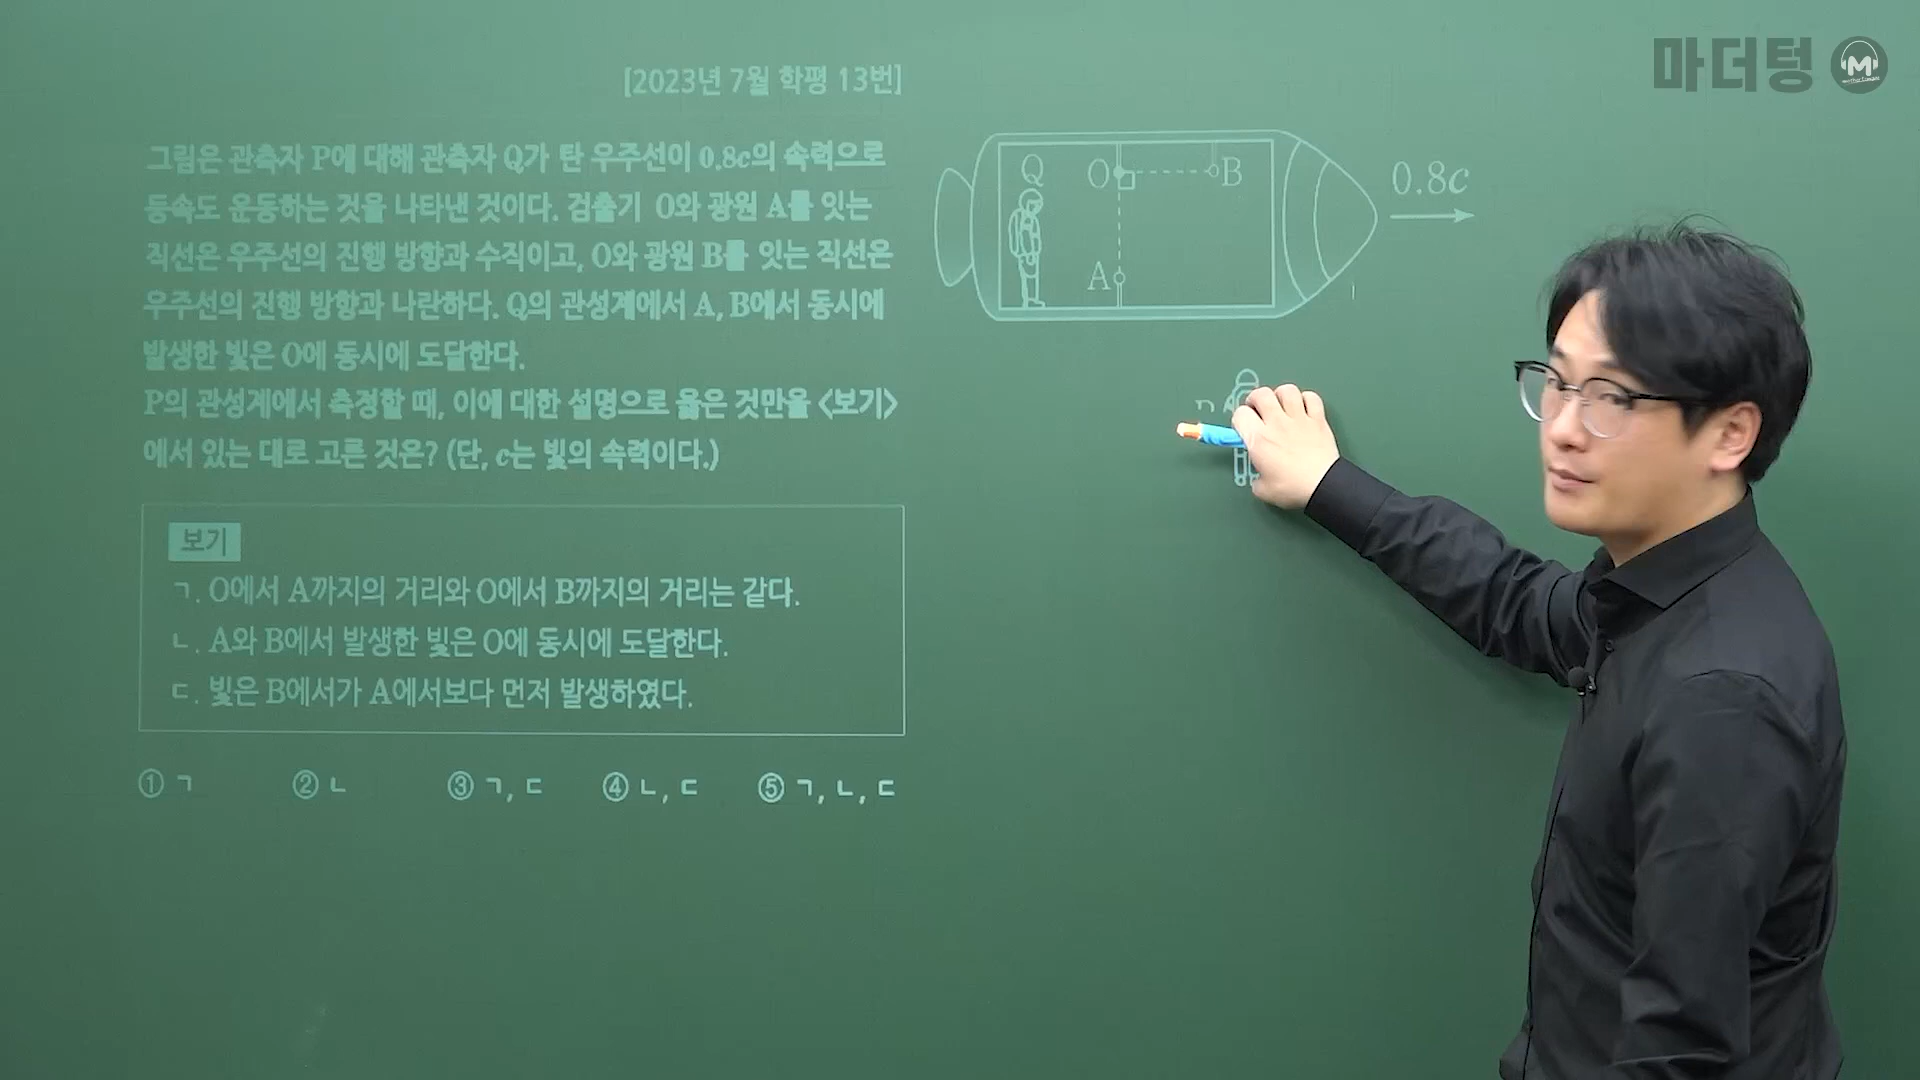 마더텅 M
[2023년 7월 학평 13번]
그림은 관측자 P에 대해 관측자 Q가 탄 우주선이 0.8c의 속력으로
등속도 운동하는 것을 나타낸 것이다. 검출기 O와 광원 A를 잇는
직선은 우주선의 진행 방향과 수직이고, O와 광원 B를 잇는 직선은
우주선의 진행 방향과 나란하다. Q의 관성계에서 A, B에서 동시에
발생한 빛은 O에 동시에 도달한다.
P의 관성계에서 측정할 때, 이에 대한 설명으로 옳은 것만을 <보기>
에서 있는 대로 고른 것은? (단, c는 빛의 속력이다.)
보기
ㄱ. O에서 A까지의 거리와 O에서 B까지의 거리는 같다.
ㄴ. A와 B에서 발생한 빛은 O에 동시에 도달한다.
ㄷ. 빛은 B에서가 A에서보다 먼저 발생하였다.
① ㄱ ② ㄴ ③ ㄱ, ㄷ ④ ㄴ, ㄷ ⑤ ㄱ, ㄴ, ㄷ
Q O B
A
0.8c